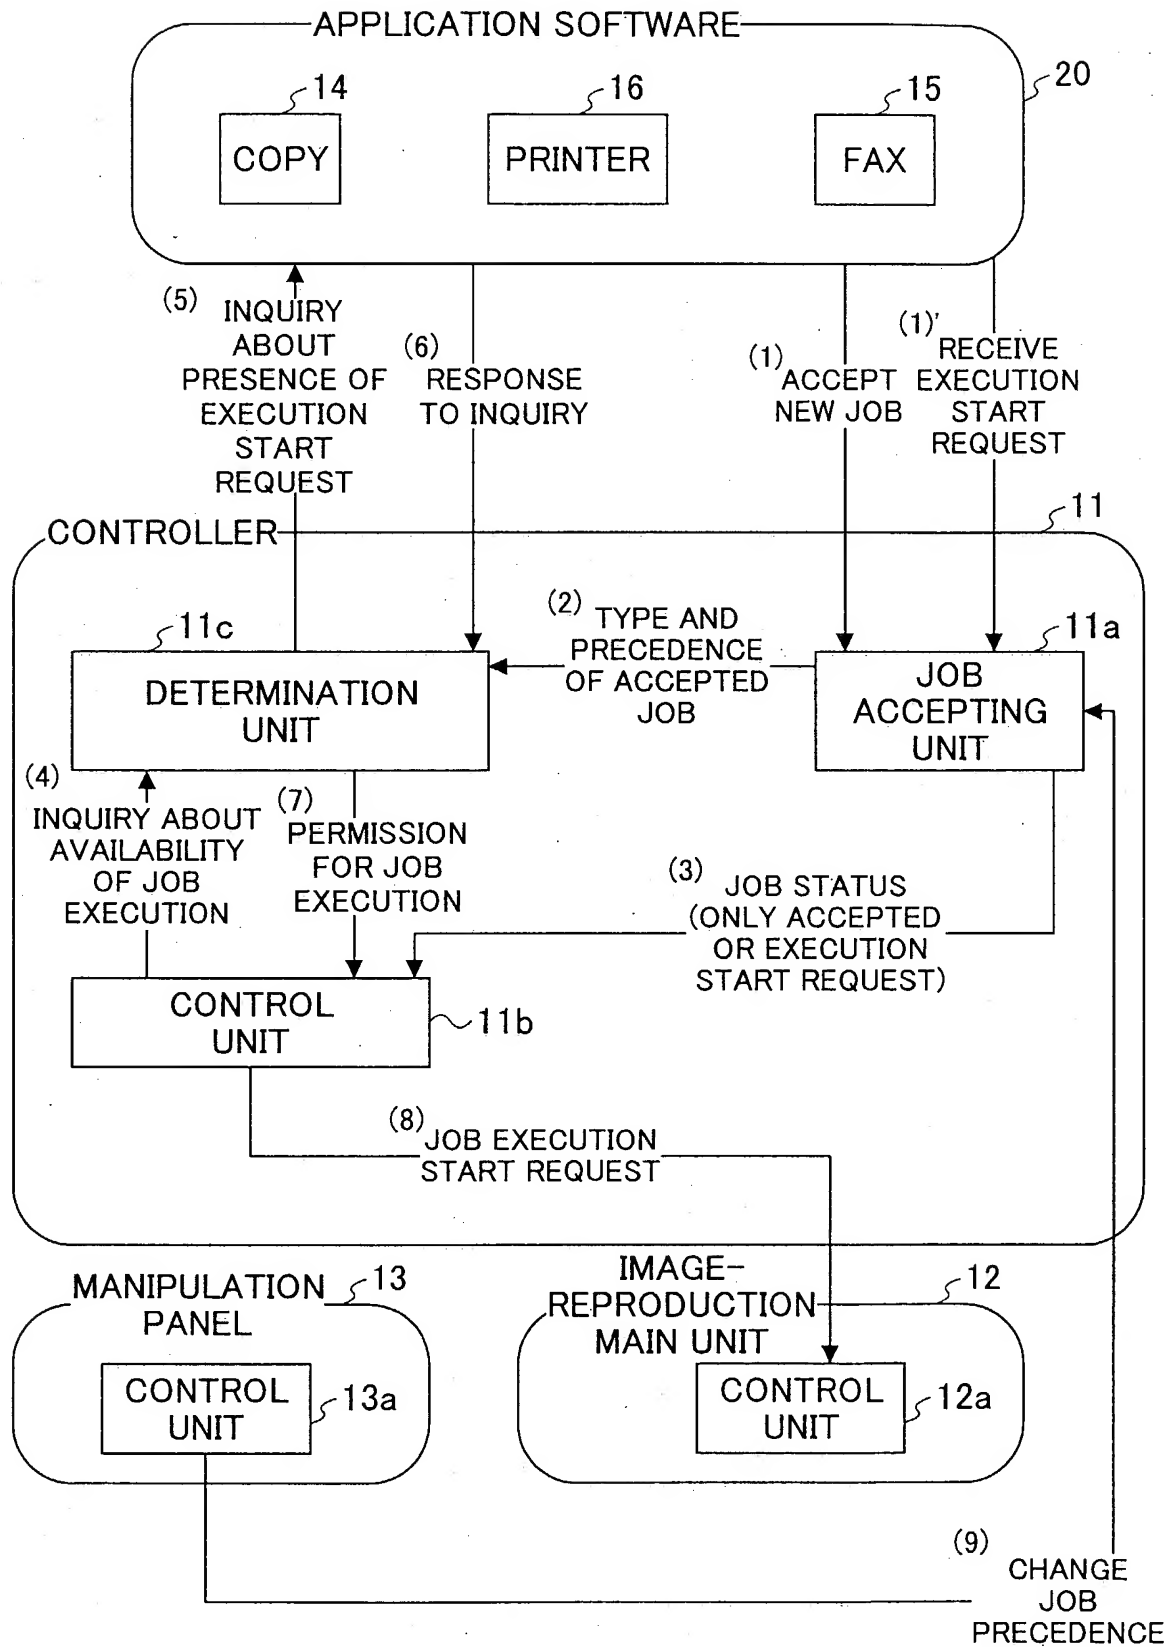 APPLICATION SOFTWARE
20
14
16
15
COPY
PRINTER
FAX
(5)
INQUIRY
ABOUT
PRESENCE OF
EXECUTION
START
REQUEST
(6)
RESPONSE
TO INQUIRY
(1)
ACCEPT
NEW JOB
(1)'
RECEIVE
EXECUTION
START
REQUEST
CONTROLLER
11
11c
DETERMINATION
UNIT
(2)
TYPE AND
PRECEDENCE
OF ACCEPTED
JOB
11a
JOB
ACCEPTING
UNIT
(4)
INQUIRY ABOUT
AVAILABILITY
OF JOB
EXECUTION
(7)
PERMISSION
FOR JOB
EXECUTION
(3)
JOB STATUS
(ONLY ACCEPTED
OR EXECUTION
START REQUEST)
CONTROL
UNIT
11b
(8)
JOB EXECUTION
START REQUEST
MANIPULATION
PANEL
13
CONTROL
UNIT
13a
IMAGE-
REPRODUCTION
MAIN UNIT
12
CONTROL
UNIT
12a
(9)
CHANGE
JOB
PRECEDENCE